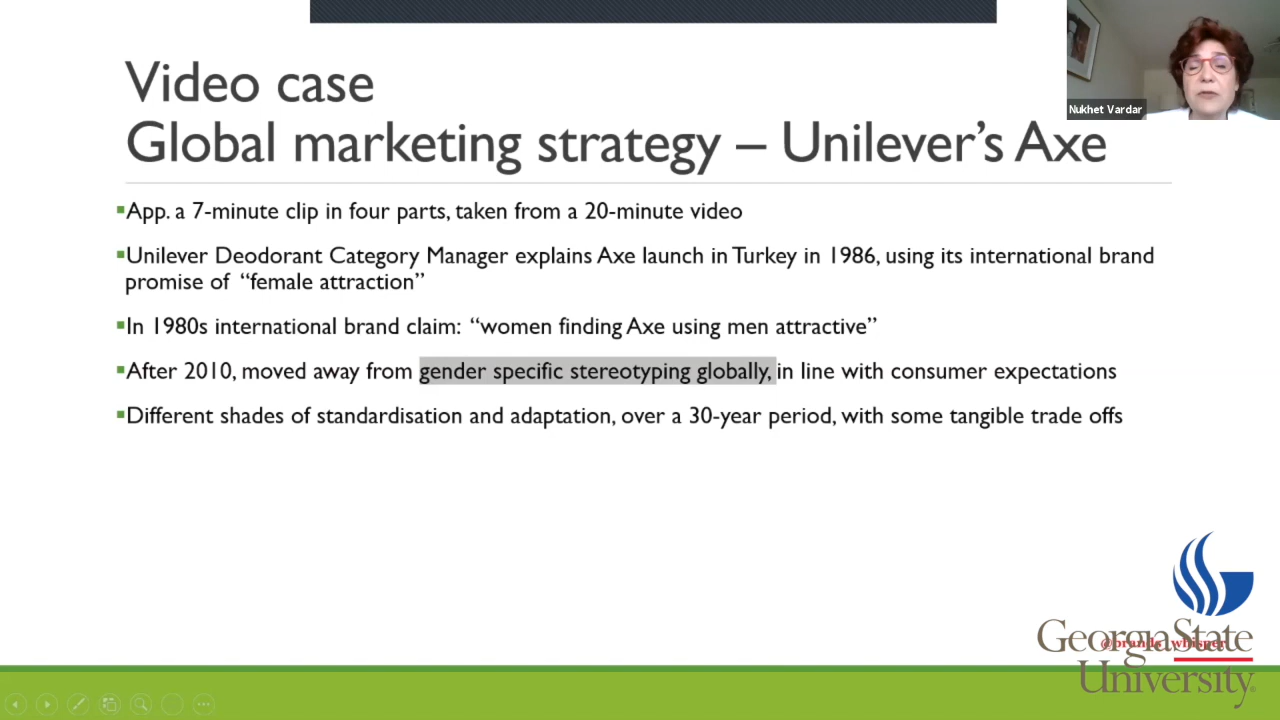 Video case
Global marketing strategy – Unilever’s Axe
Nukhet Vardar
▪App. a 7-minute clip in four parts, taken from a 20-minute video
▪Unilever Deodorant Category Manager explains Axe launch in Turkey in 1986, using its international brand
promise of “female attraction”
▪In 1980s international brand claim: “women finding Axe using men attractive”
▪After 2010, moved away from gender specific stereotyping globally, in line with consumer expectations
▪Different shades of standardisation and adaptation, over a 30-year period, with some tangible trade offs
GeorgiaState
@brands_whisper
University